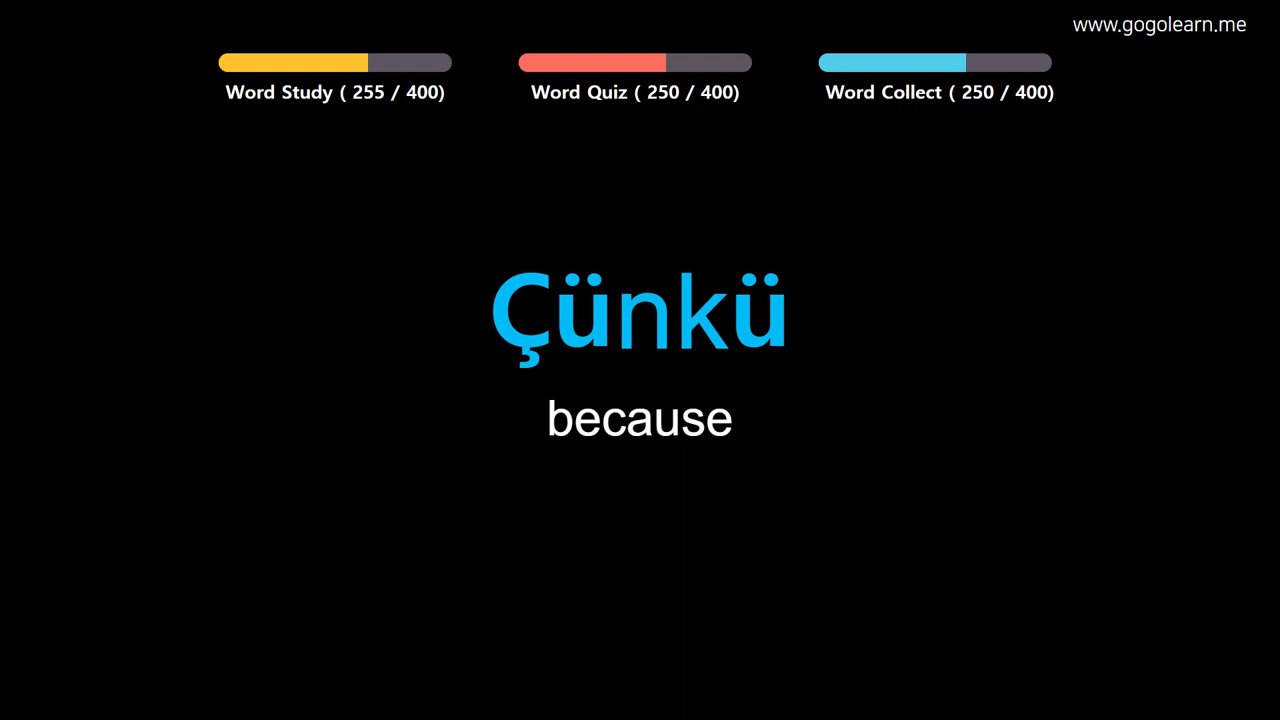 www.gogolearn.me
Word Study ( 255 / 400)
Word Quiz ( 250 / 400)
Word Collect ( 250 / 400)
Çünkü
because